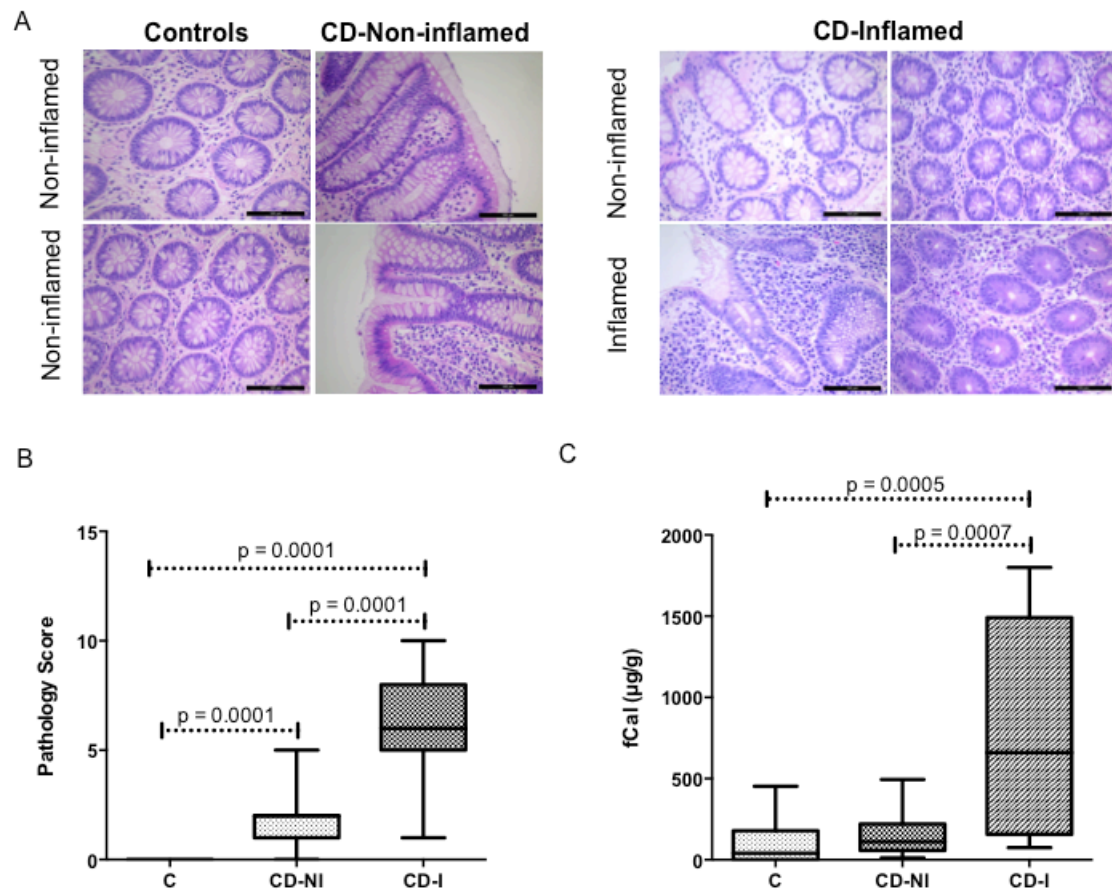 A
Controls
CD-Non-inflamed
CD-Inflamed
Non-inflamed
Non-inflamed
Non-inflamed
Inflamed
B
p = 0.0001
p = 0.0001
p = 0.0001
Pathology Score
15
10
5
0
C
CD-NI
CD-I
C
p = 0.0005
p = 0.0007
fCal (µg/g)
2000
1500
1000
500
0
C
CD-NI
CD-I